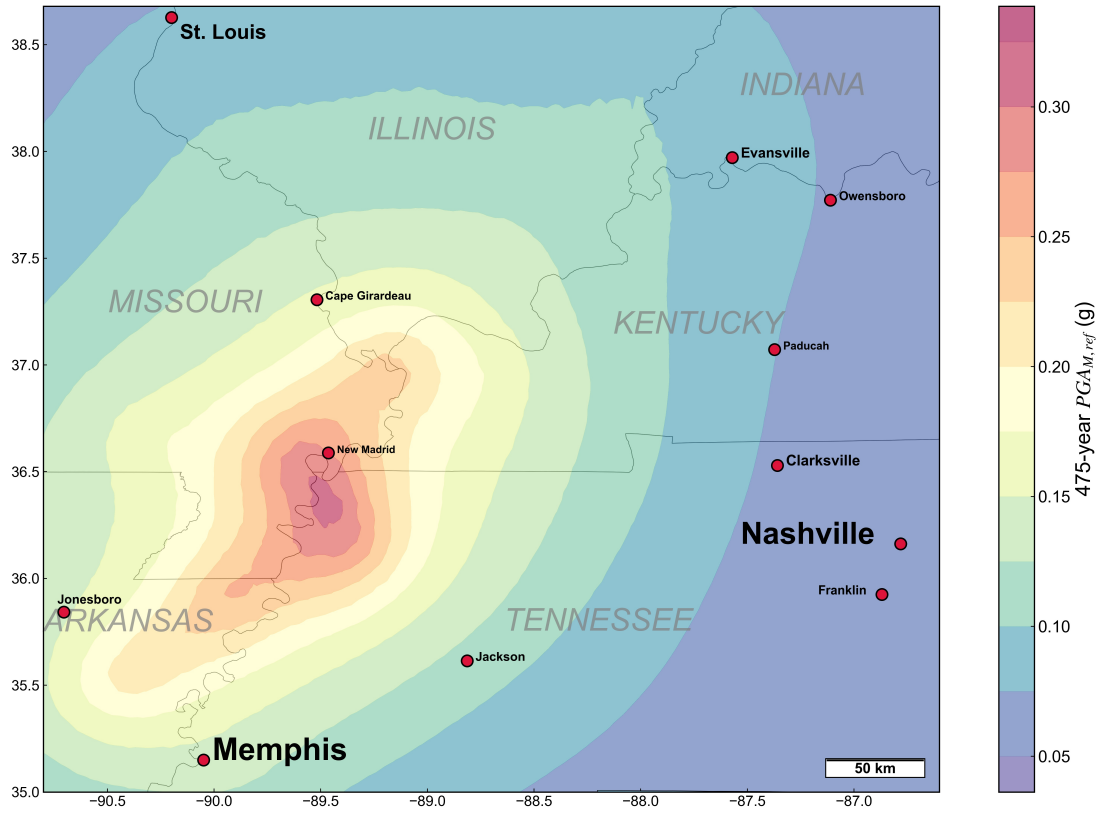 St. Louis
ILLINOIS
INDIANA
Evansville
Owensboro
MISSOURI
Cape Girardeau
KENTUCKY
Paducah
New Madrid
Clarksville
Nashville
Jonesboro
Franklin
ARKANSAS
TENNESSEE
Jackson
Memphis
50 km
38.5
38.0
37.5
37.0
36.5
36.0
35.5
35.0
−90.5
−90.0
−89.5
−89.0
−88.5
−88.0
−87.5
−87.0
0.30
0.25
0.20
0.15
0.10
0.05
475-year PGA_{M,ref} (g)